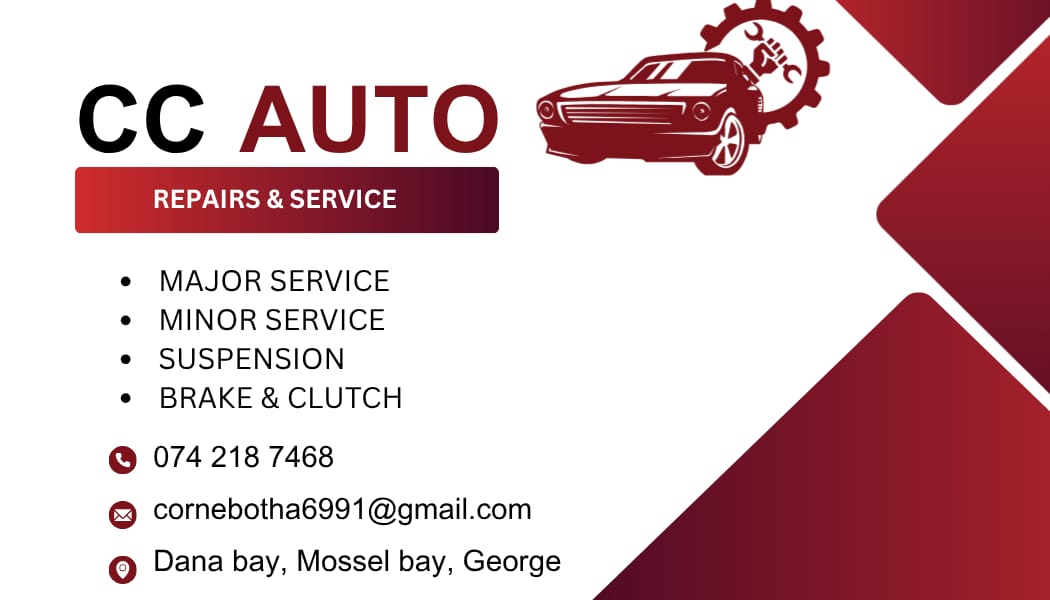 CC AUTO
REPAIRS & SERVICE
• MAJOR SERVICE
• MINOR SERVICE
• SUSPENSION
• BRAKE & CLUTCH
074 218 7468
cornebotha6991@gmail.com
Dana bay, Mossel bay, George